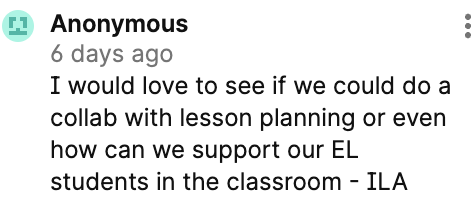 Anonymous
6 days ago
I would love to see if we could do a
collab with lesson planning or even
how can we support our EL
students in the classroom - ILA